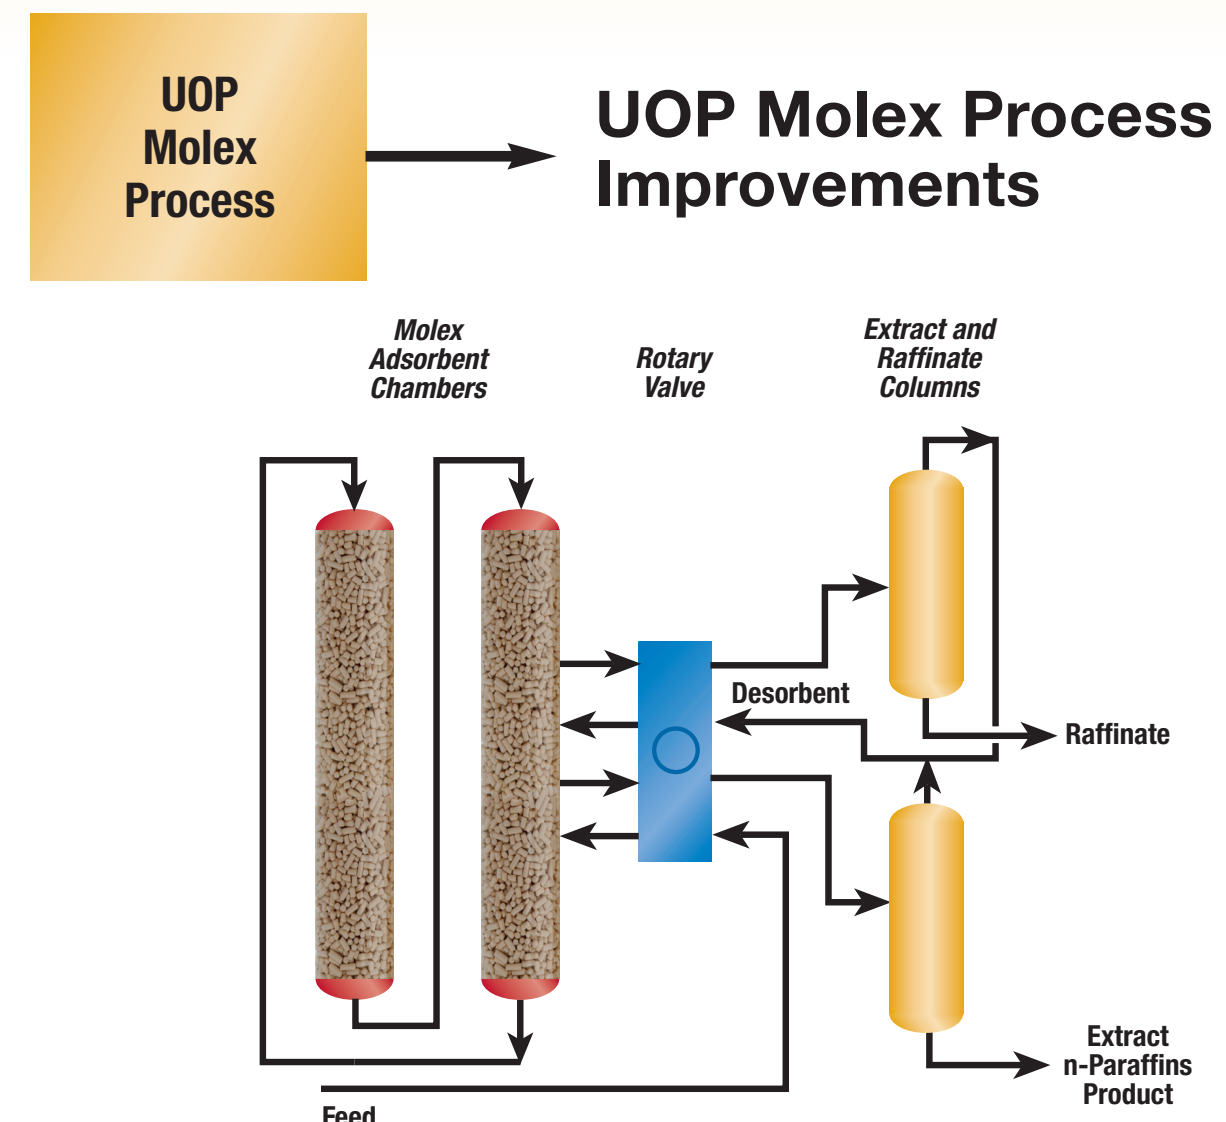 UOP
Molex
Process
UOP Molex Process
Improvements
Molex
Adsorbent
Chambers
Rotary
Valve
Extract and
Raffinate
Columns
Desorbent
Raffinate
Extract
n-Paraffins
Product
Feed